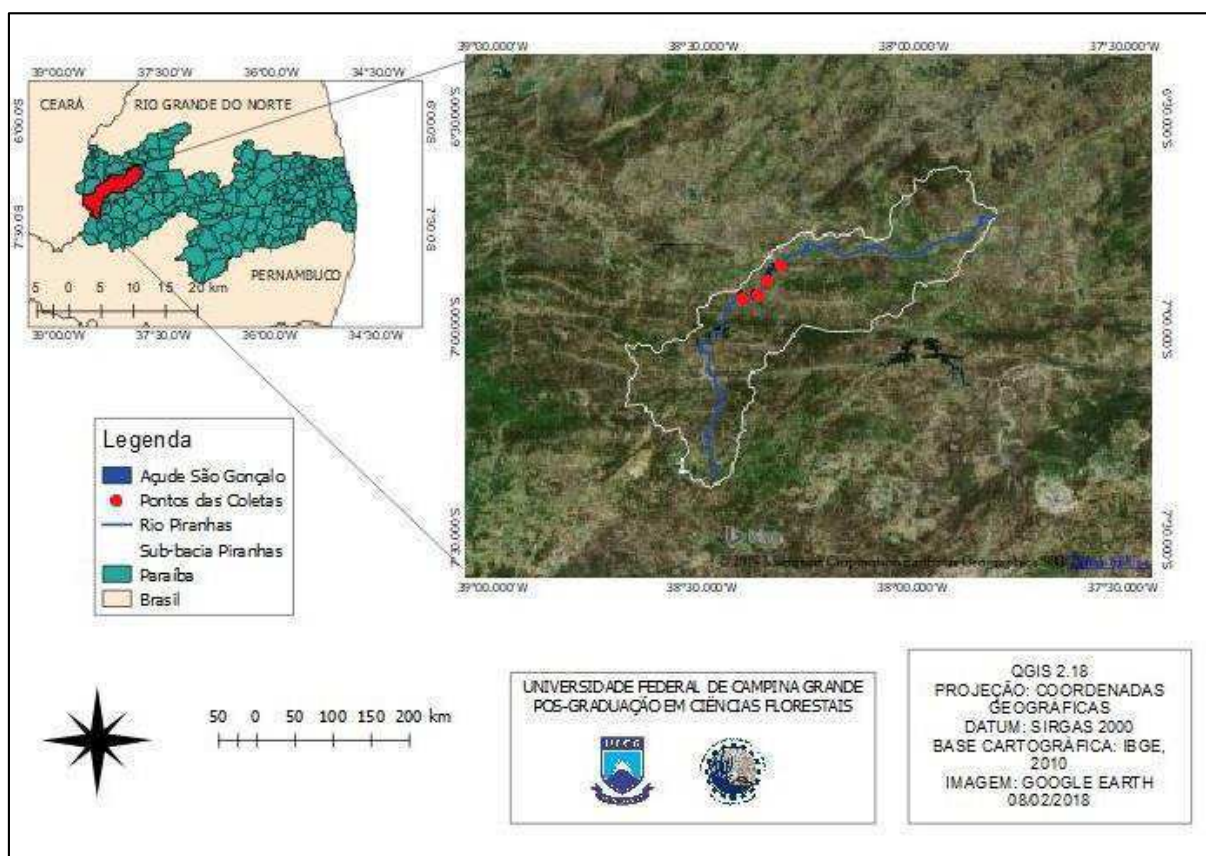 39°00.0'W 37°30.0'W 36°00.0'W 34°30.0'W
CEARÁ RIO GRANDE DO NORTE
6°00.0'S 6°00.0'S
7°30.0'S 7°30.0'S
PERNAMBUCO
5 0 5 10 15 20 km
39°00.0'W 37°30.0'W 36°00.0'W 34°30.0'W
39°00.000'W 38°30.000'W 38°00.000'W 37°30.000'W
6°30.000'S 6°30.000'S
7°00.000'S 7°00.000'S
7°30.000'S 7°30.000'S
39°00.000'W 38°30.000'W 38°00.000'W 37°30.000'W
Legenda
Açude São Gonçalo
Pontos das Coletas
Rio Piranhas
Sub-bacia Piranhas
Paraíba
Brasil
50 0 50 100 150 200 km
UNIVERSIDADE FEDERAL DE CAMPINA GRANDE
POS-GRADUAÇÃO EM CIÊNCIAS FLORESTAIS
UFCG
QGIS 2.18
PROJEÇÃO: COORDENADAS
GEOGRÁFICAS
DATUM: SIRGAS 2000
BASE CARTOGRÁFICA: IBGE,
2010
IMAGEM: GOOGLE EARTH
08/02/2018